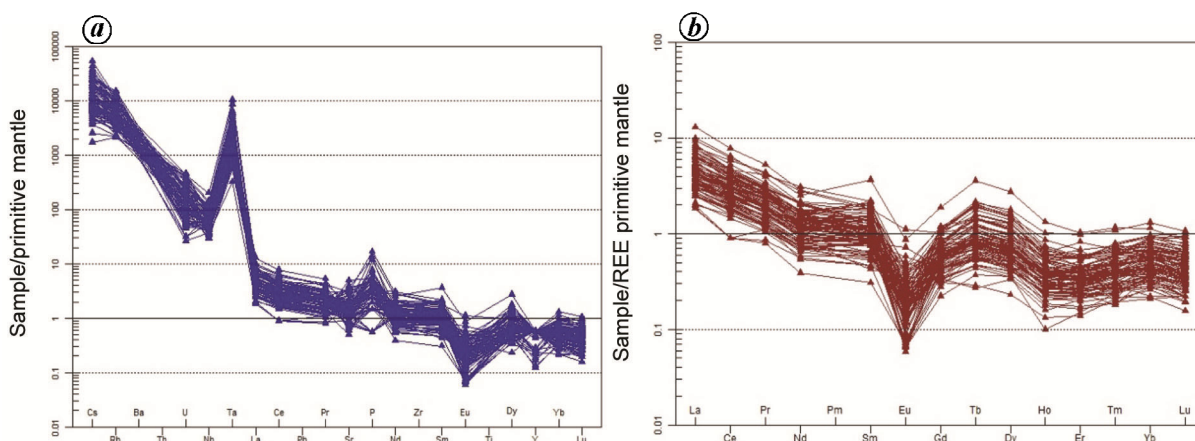 a
b
Sample/primitive mantle
100000
10000
1000
100
10
1
0.1
0.01
Cs Ba U Ta Ce Pr P Zr Eu Dy Yb
Rb Th Nb La Pb Sr Nd Sm Ti Y Lu
Sample/REE primitive mantle
100
10
1
0.1
0.01
La Pr Pm Eu Tb Ho Tm Lu
Ce Nd Sm Gd Dy Er Yb